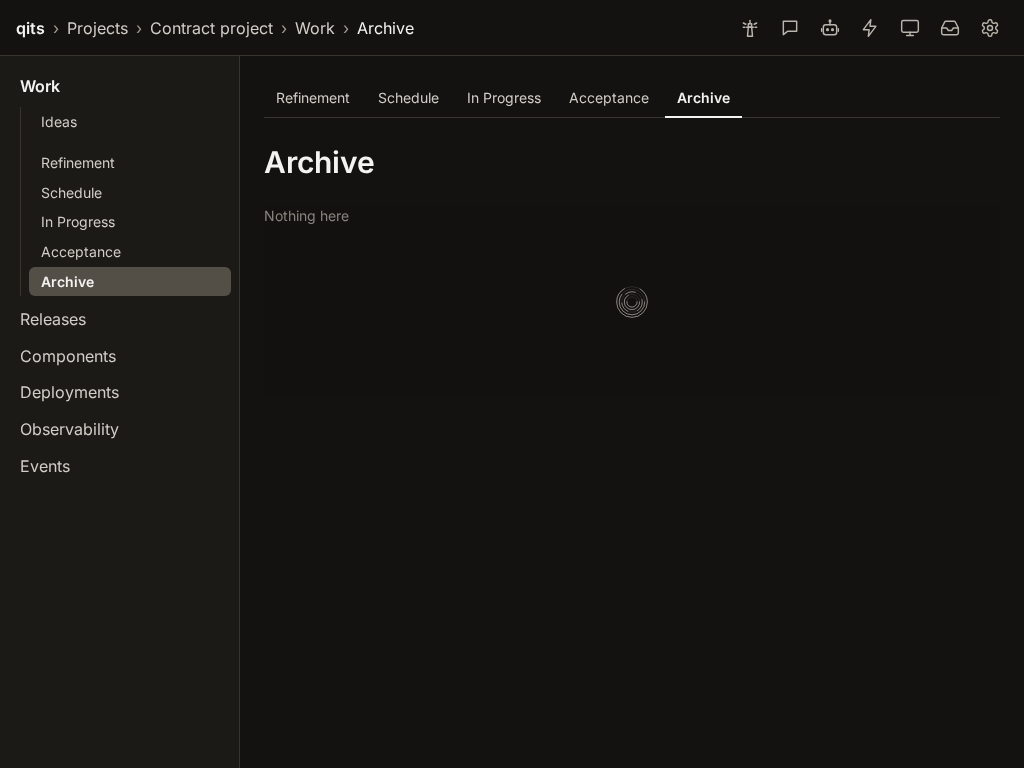 qits › Projects › Contract project › Work › Archive
Work
Ideas
Refinement
Schedule
In Progress
Acceptance
Archive
Releases
Components
Deployments
Observability
Events
Refinement Schedule In Progress Acceptance Archive
Archive
Nothing here